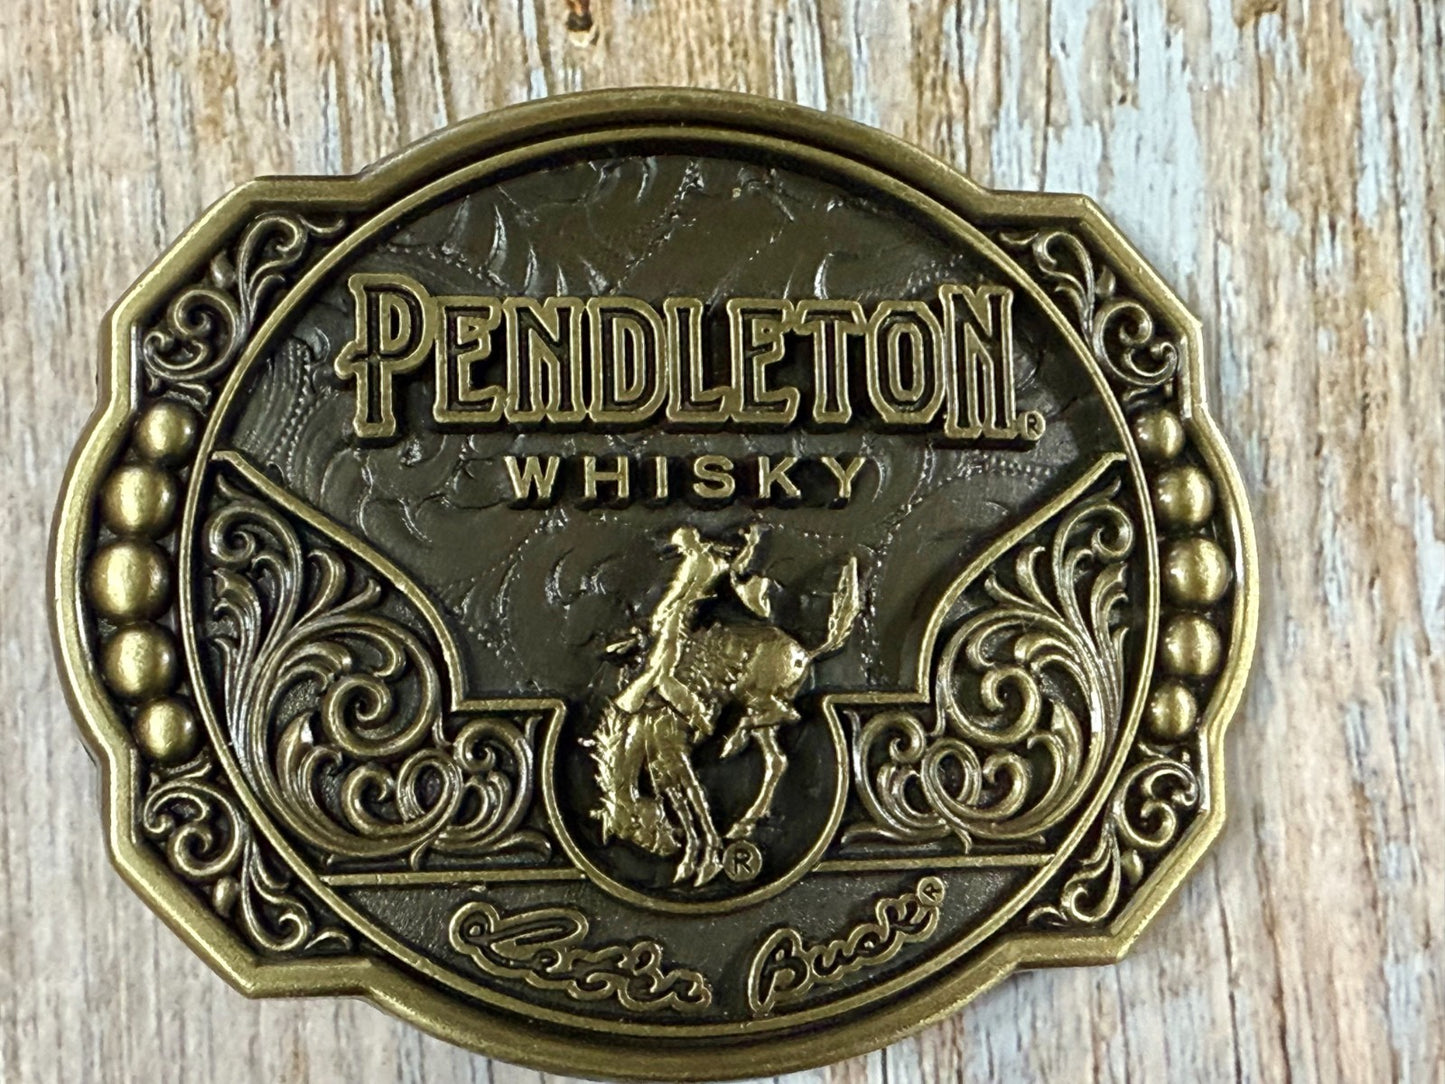 PENDLETON®
WHISKY
®
Let'er Buck®